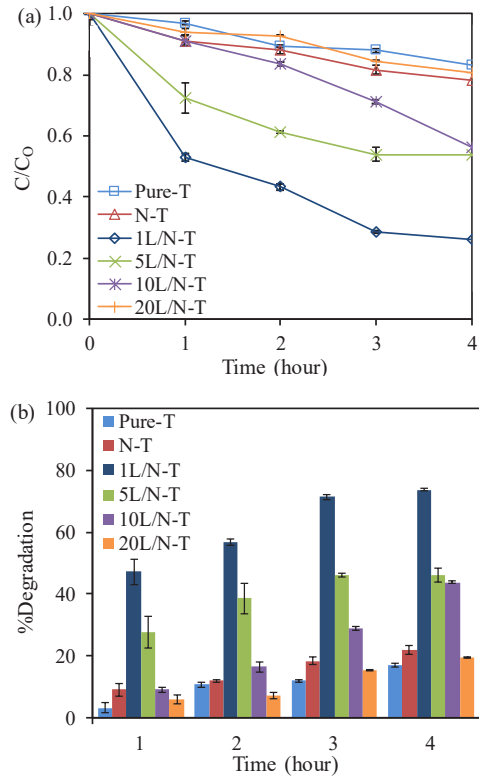 (a)
1.0
0.8
0.6
0.4
0.2
0.0
C/C₀
Pure-T
N-T
1L/N-T
5L/N-T
10L/N-T
20L/N-T
0 1 2 3 4
Time (hour)
(b)
100
80
60
40
20
0
%Degradation
Pure-T
N-T
1L/N-T
5L/N-T
10L/N-T
20L/N-T
1 2 3 4
Time (hour)